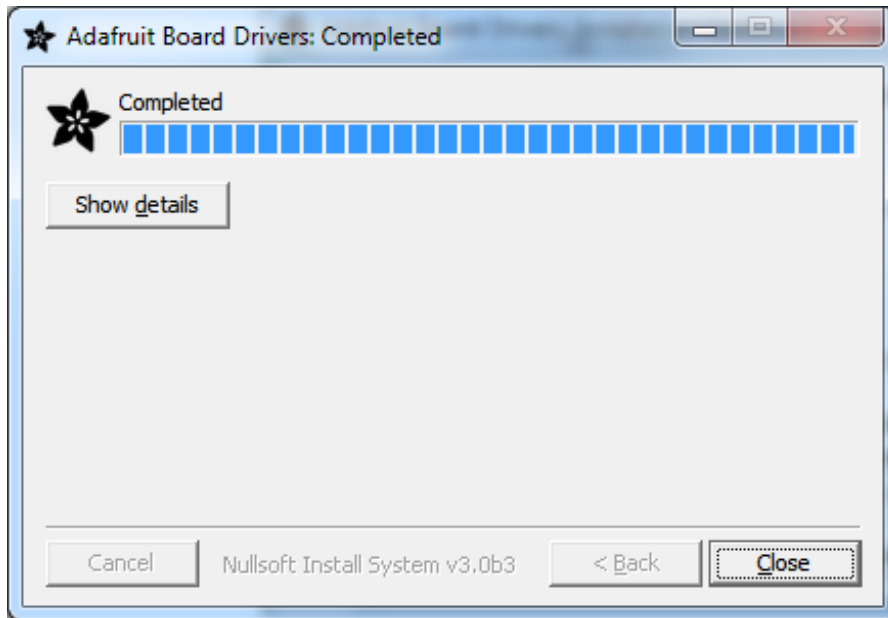 Adafruit Board Drivers: Completed
Completed
Show details
Cancel
Nullsoft Install System v3.0b3
< Back
Close